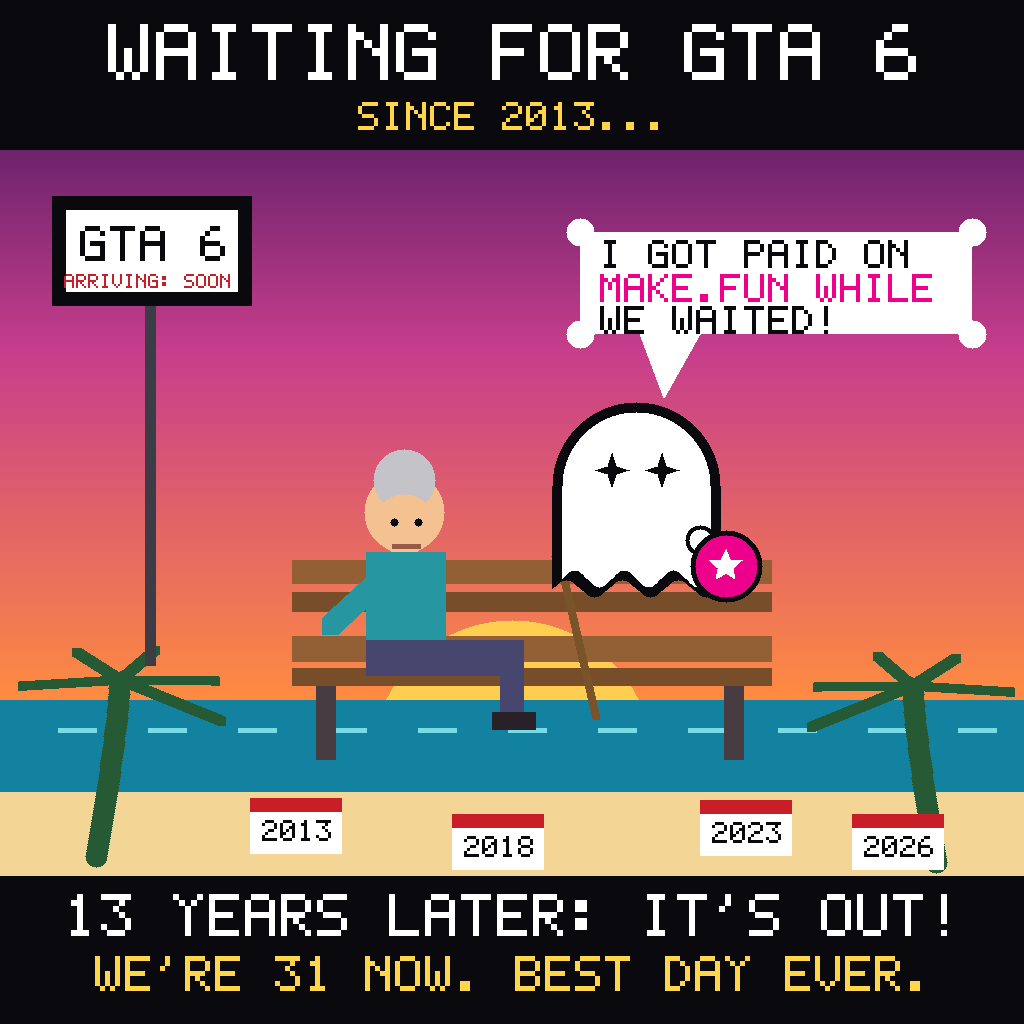 WAITING FOR GTA 6
SINCE 2013...
GTA 6
ARRIVING: SOON
I GOT PAID ON
MAKE.FUN WHILE
WE WAITED!
2013
2018
2023
2026
13 YEARS LATER: IT'S OUT!
WE'RE 31 NOW. BEST DAY EVER.